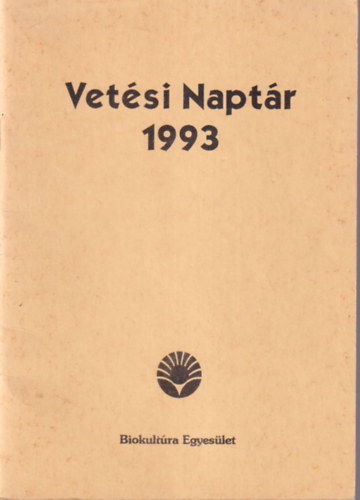 Vetési Naptár
1993
Biokultúra Egyesület